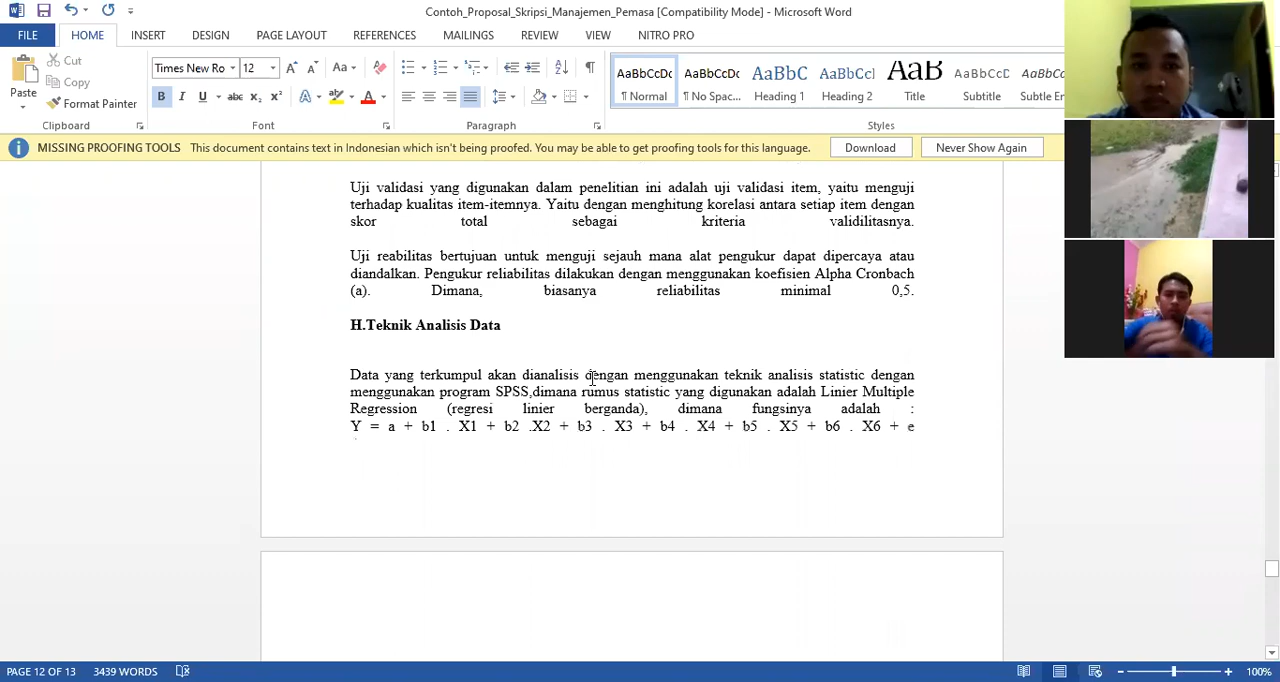 Contoh_Proposal_Skripsi_Manajemen_Pemasa [Compatibility Mode] - Microsoft Word
FILE HOME INSERT DESIGN PAGE LAYOUT REFERENCES MAILINGS REVIEW VIEW NITRO PRO
Paste
Cut
Copy
Format Painter
Clipboard
Times New Ro 12
Font
Paragraph
AaBbCcDc AaBbCcDc AaBbC AaBbCc AaB AaBbCcD AaBbCcD
¶ Normal ¶ No Spac... Heading 1 Heading 2 Title Subtitle Subtle Em
Styles
MISSING PROOFING TOOLS This document contains text in Indonesian which isn't being proofed. You may be able to get proofing tools for this language. Download Never Show Again
Uji validasi yang digunakan dalam penelitian ini adalah uji validasi item, yaitu menguji
terhadap kualitas item-itemnya. Yaitu dengan menghitung korelasi antara setiap item dengan
skor total sebagai kriteria validilitasnya.
Uji reabilitas bertujuan untuk menguji sejauh mana alat pengukur dapat dipercaya atau
diandalkan. Pengukur reliabilitas dilakukan dengan menggunakan koefisien Alpha Cronbach
(a). Dimana, biasanya reliabilitas minimal 0,5.
H.Teknik Analisis Data
Data yang terkumpul akan dianalisis dengan menggunakan teknik analisis statistic dengan
menggunakan program SPSS,dimana rumus statistic yang digunakan adalah Linier Multiple
Regression (regresi linier berganda), dimana fungsinya adalah :
Y = a + b1 . X1 + b2 .X2 + b3 . X3 + b4 . X4 + b5 . X5 + b6 . X6 + e
PAGE 12 OF 13 3439 WORDS 100%